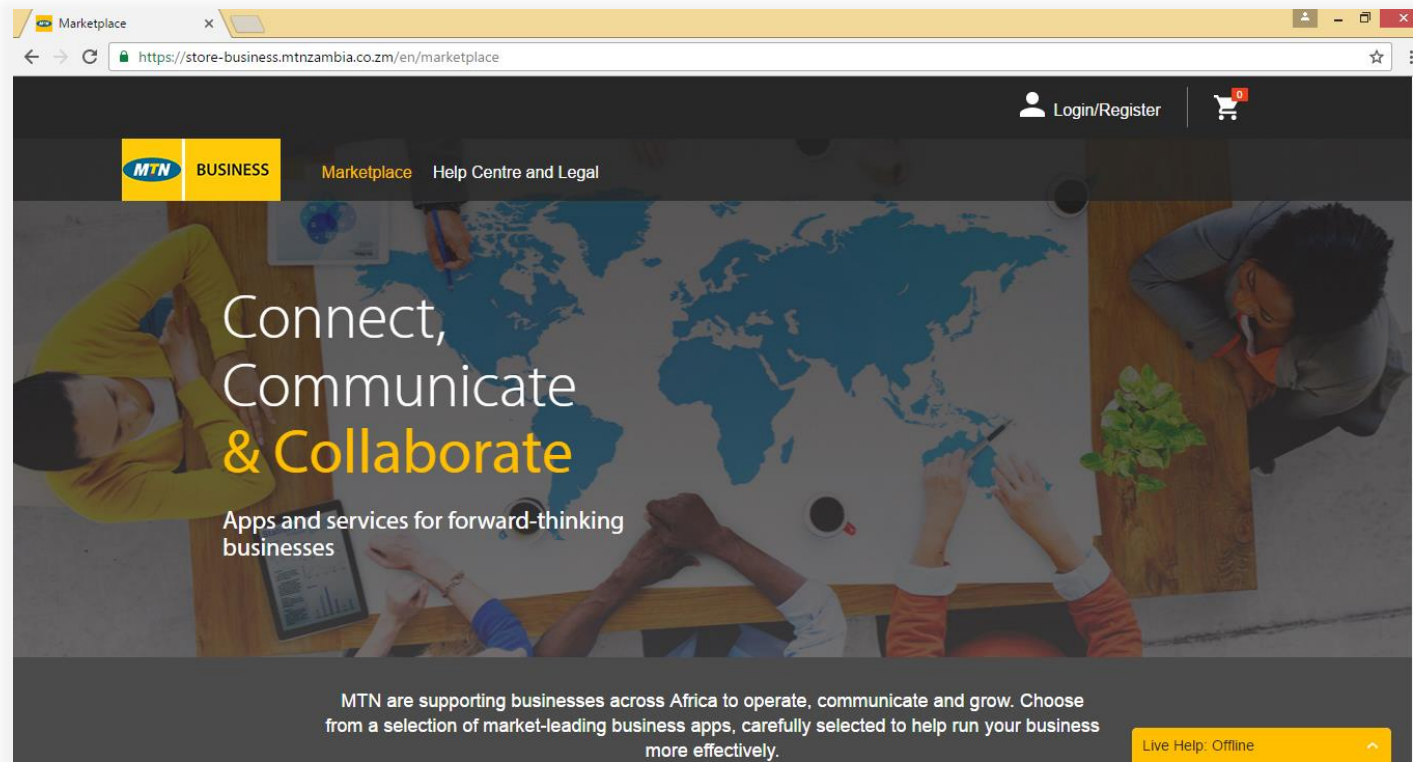 Marketplace
https://store-business.mtnzambia.co.zm/en/marketplace
Login/Register
0
MTN BUSINESS
Marketplace Help Centre and Legal
Connect,
Communicate
& Collaborate
Apps and services for forward-thinking
businesses
MTN are supporting businesses across Africa to operate, communicate and grow. Choose
from a selection of market-leading business apps, carefully selected to help run your business
more effectively.
Live Help: Offline